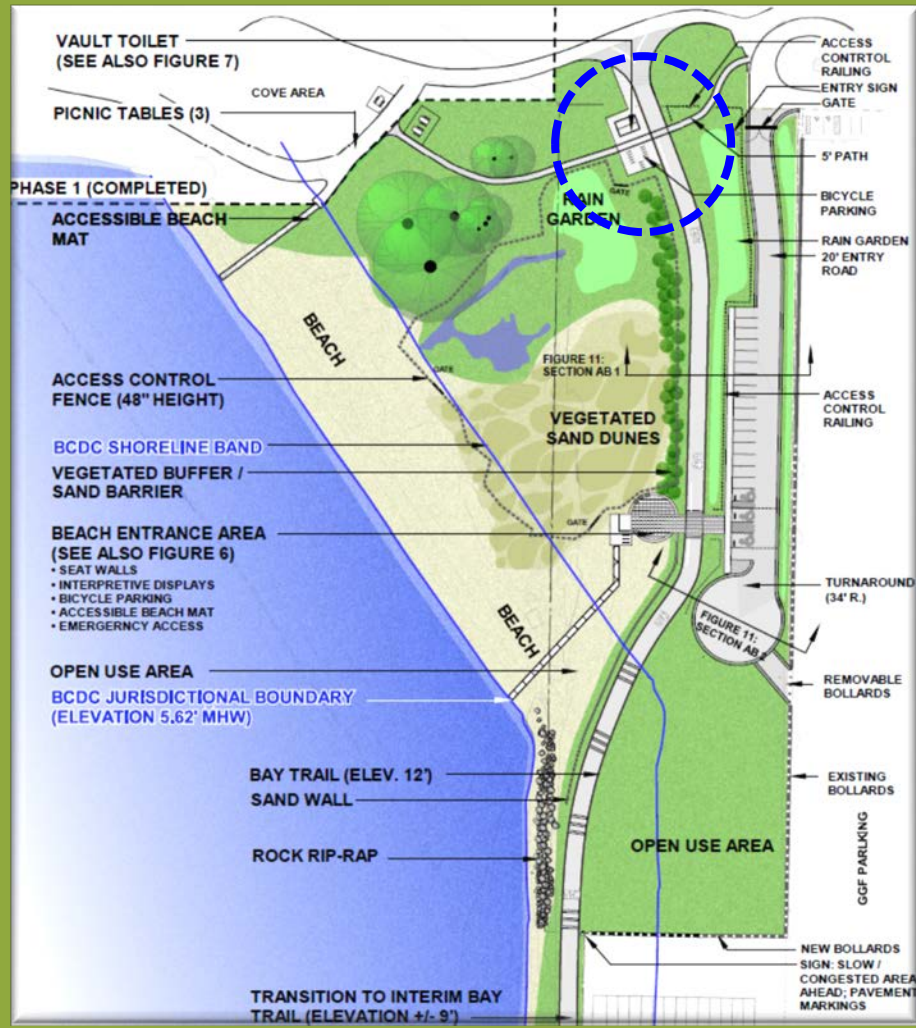 VAULT TOILET
(SEE ALSO FIGURE 7)
COVE AREA
PICNIC TABLES (3)
PHASE 1 (COMPLETED)
ACCESSIBLE BEACH
MAT
ACCESS CONTROL
FENCE (48" HEIGHT)
BCDC SHORELINE BAND
VEGETATED BUFFER /
SAND BARRIER
BEACH ENTRANCE AREA
(SEE ALSO FIGURE 6)
• SEAT WALLS
• INTERPRETIVE DISPLAYS
• BICYCLE PARKING
• ACCESSIBLE BEACH MAT
• EMERGERNCY ACCESS
OPEN USE AREA
BCDC JURISDICTIONAL BOUNDARY
(ELEVATION 5.62' MHW)
BAY TRAIL (ELEV. 12')
SAND WALL
ROCK RIP-RAP
TRANSITION TO INTERIM BAY
TRAIL (ELEVATION +/- 9')
BEACH
BEACH
GATE
RAIN
GARDEN
GATE
FIGURE 11:
SECTION AB 1
VEGETATED
SAND DUNES
GATE
FIGURE 11:
SECTION AB 2
OPEN USE AREA
ACCESS
CONTRTOL
RAILING
ENTRY SIGN
GATE
5' PATH
BICYCLE
PARKING
RAIN GARDEN
20' ENTRY
ROAD
ACCESS
CONTROL
RAILING
TURNAROUND
(34' R.)
REMOVABLE
BOLLARDS
EXISTING
BOLLARDS
GGF PARLKING
NEW BOLLARDS
SIGN: SLOW /
CONGESTED AREA
AHEAD; PAVEMENT
MARKINGS